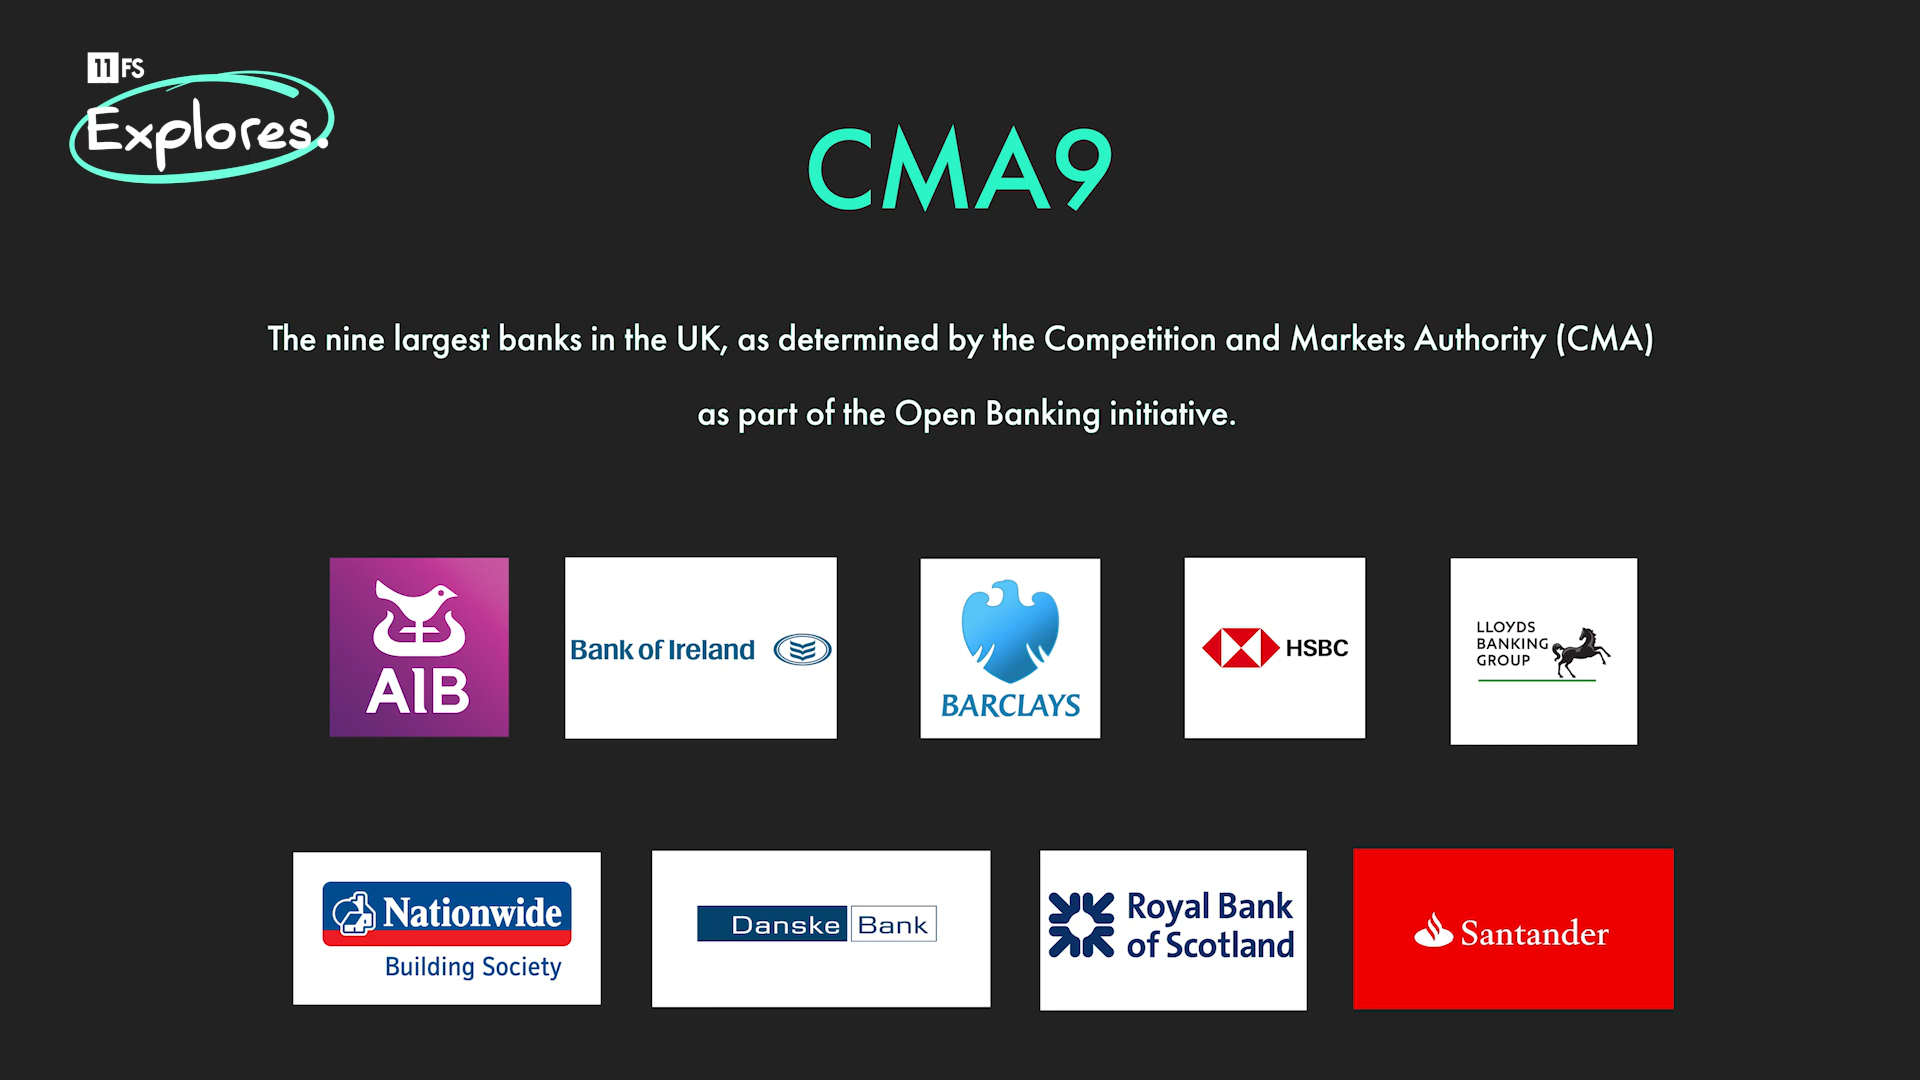 11FS
Explores.
CMA9
The nine largest banks in the UK, as determined by the Competition and Markets Authority (CMA)
as part of the Open Banking initiative.
AIB
Bank of Ireland
BARCLAYS
HSBC
LLOYDS
BANKING
GROUP
Nationwide
Building Society
Danske Bank
Royal Bank
of Scotland
Santander